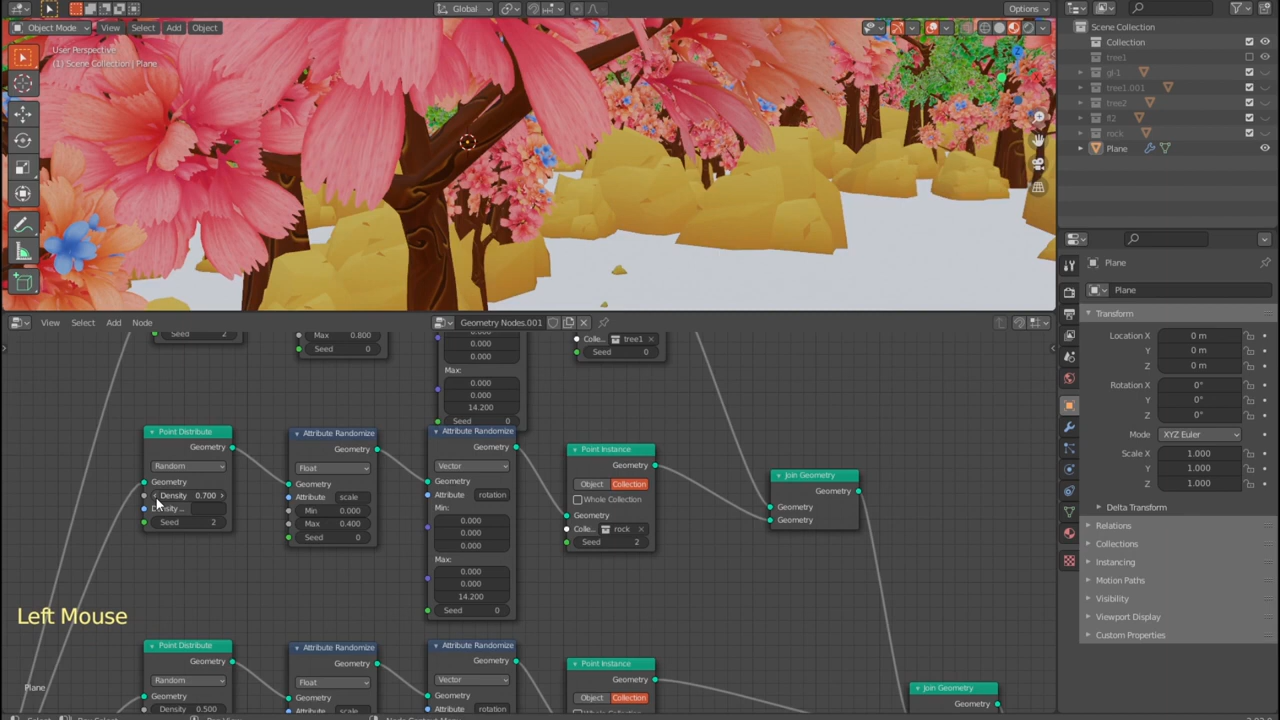 Global
Options
Object Mode
View
Select
Add
Object
User Perspective
(1) Scene Collection | Plane
Scene Collection
Collection
tree1
gl-1
tree1.001
tree2
fl2
rock
Plane
Plane
Plane
Transform
Location X 0 m
Y 0 m
Z 0 m
Rotation X 0°
Y 0°
Z 0°
Mode XYZ Euler
Scale X 1.000
Y 1.000
Z 1.000
Delta Transform
Relations
Collections
Instancing
Motion Paths
Visibility
Viewport Display
Custom Properties
View
Select
Add
Node
Geometry Nodes.001
Seed 2
Max 0.800
Seed 0
0.000
0.000
Max:
0.000
0.000
14.200
Seed 0
Colle... tree1
Seed 0
Point Distribute
Geometry
Random
Geometry
Density 0.700
Seed 2
Attribute Randomize
Geometry
Float
Geometry
Attribute scale
Min 0.000
Max 0.400
Seed 0
Attribute Randomize
Geometry
Vector
Geometry
Attribute rotation
Min:
0.000
0.000
0.000
Max:
0.000
0.000
14.200
Seed 0
Point Instance
Geometry
Object
Collection
Whole Collection
Geometry
Colle... rock
Seed 2
Join Geometry
Geometry
Geometry
Geometry
Left Mouse
Plane
Point Distribute
Geometry
Random
Geometry
Density 0.500
Attribute Randomize
Geometry
Float
Geometry
Attribute scale
Attribute Randomize
Geometry
Vector
Geometry
Attribute rotation
Point Instance
Geometry
Object
Collection
Join Geometry
Geometry